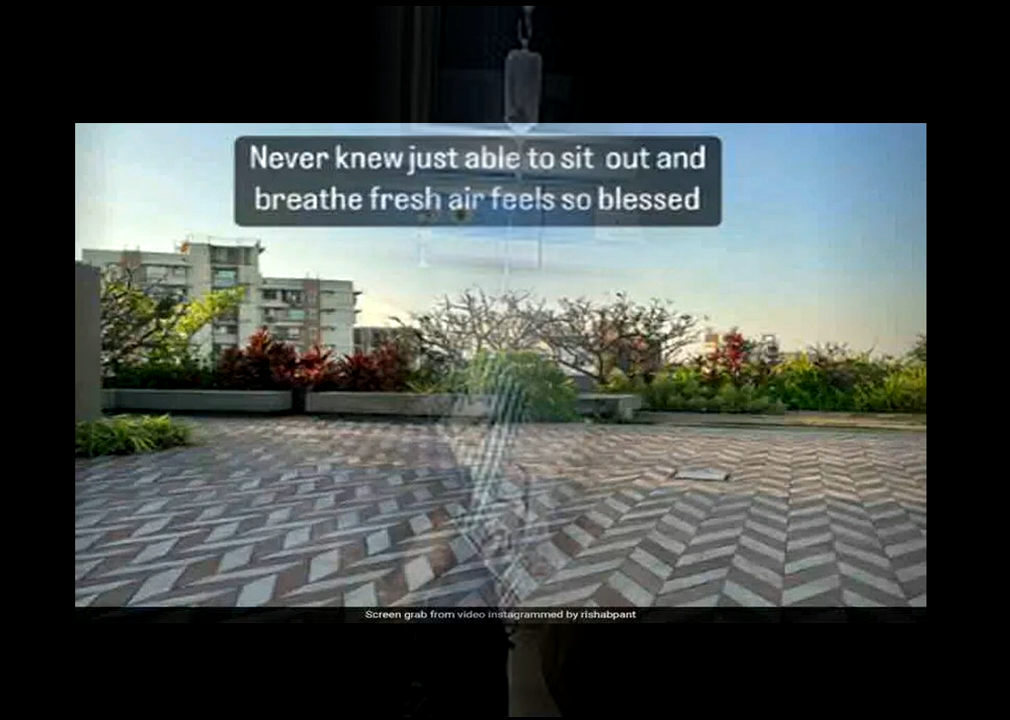 Never knew just able to sit out and
breathe fresh air feels so blessed
Screen grab from video instagrammed by rishabpant